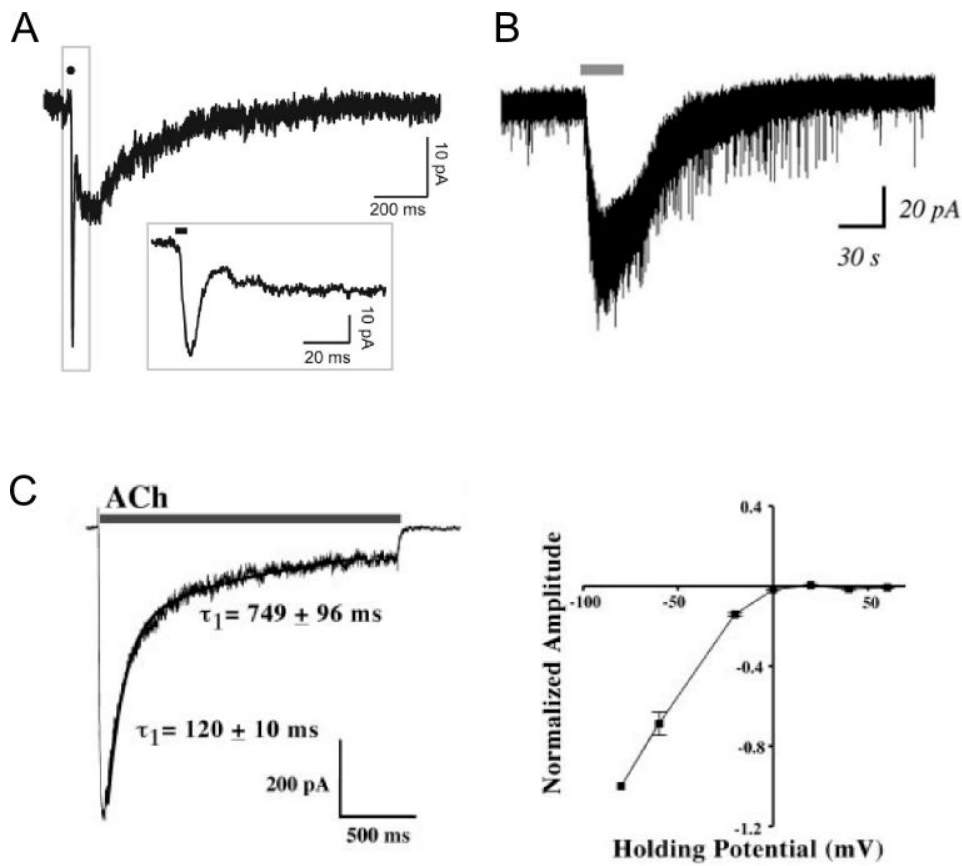 A
10 pA
200 ms
10 pA
20 ms
B
20 pA
30 s
C
ACh
τ1= 749 ± 96 ms
τ1= 120 ± 10 ms
200 pA
500 ms
Normalized Amplitude
0.4
-100
-50
50
-0.4
-0.8
-1.2
Holding Potential (mV)